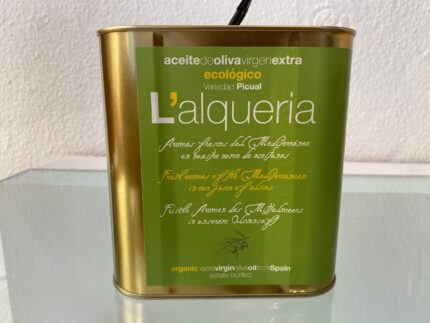 aceitedeolivavirgenextra
ecológico
Variedad Picual
L'alqueria
Aromas frescos del Mediterraneo
en nuestro zumo de aceitunas
Fresh aromas of the Mediterranean
in our juice of olives
Frische Aromen des Mittelmeers
in unserem Olivensaft
organic extravirginoliveoilfromSpain
estate bottled